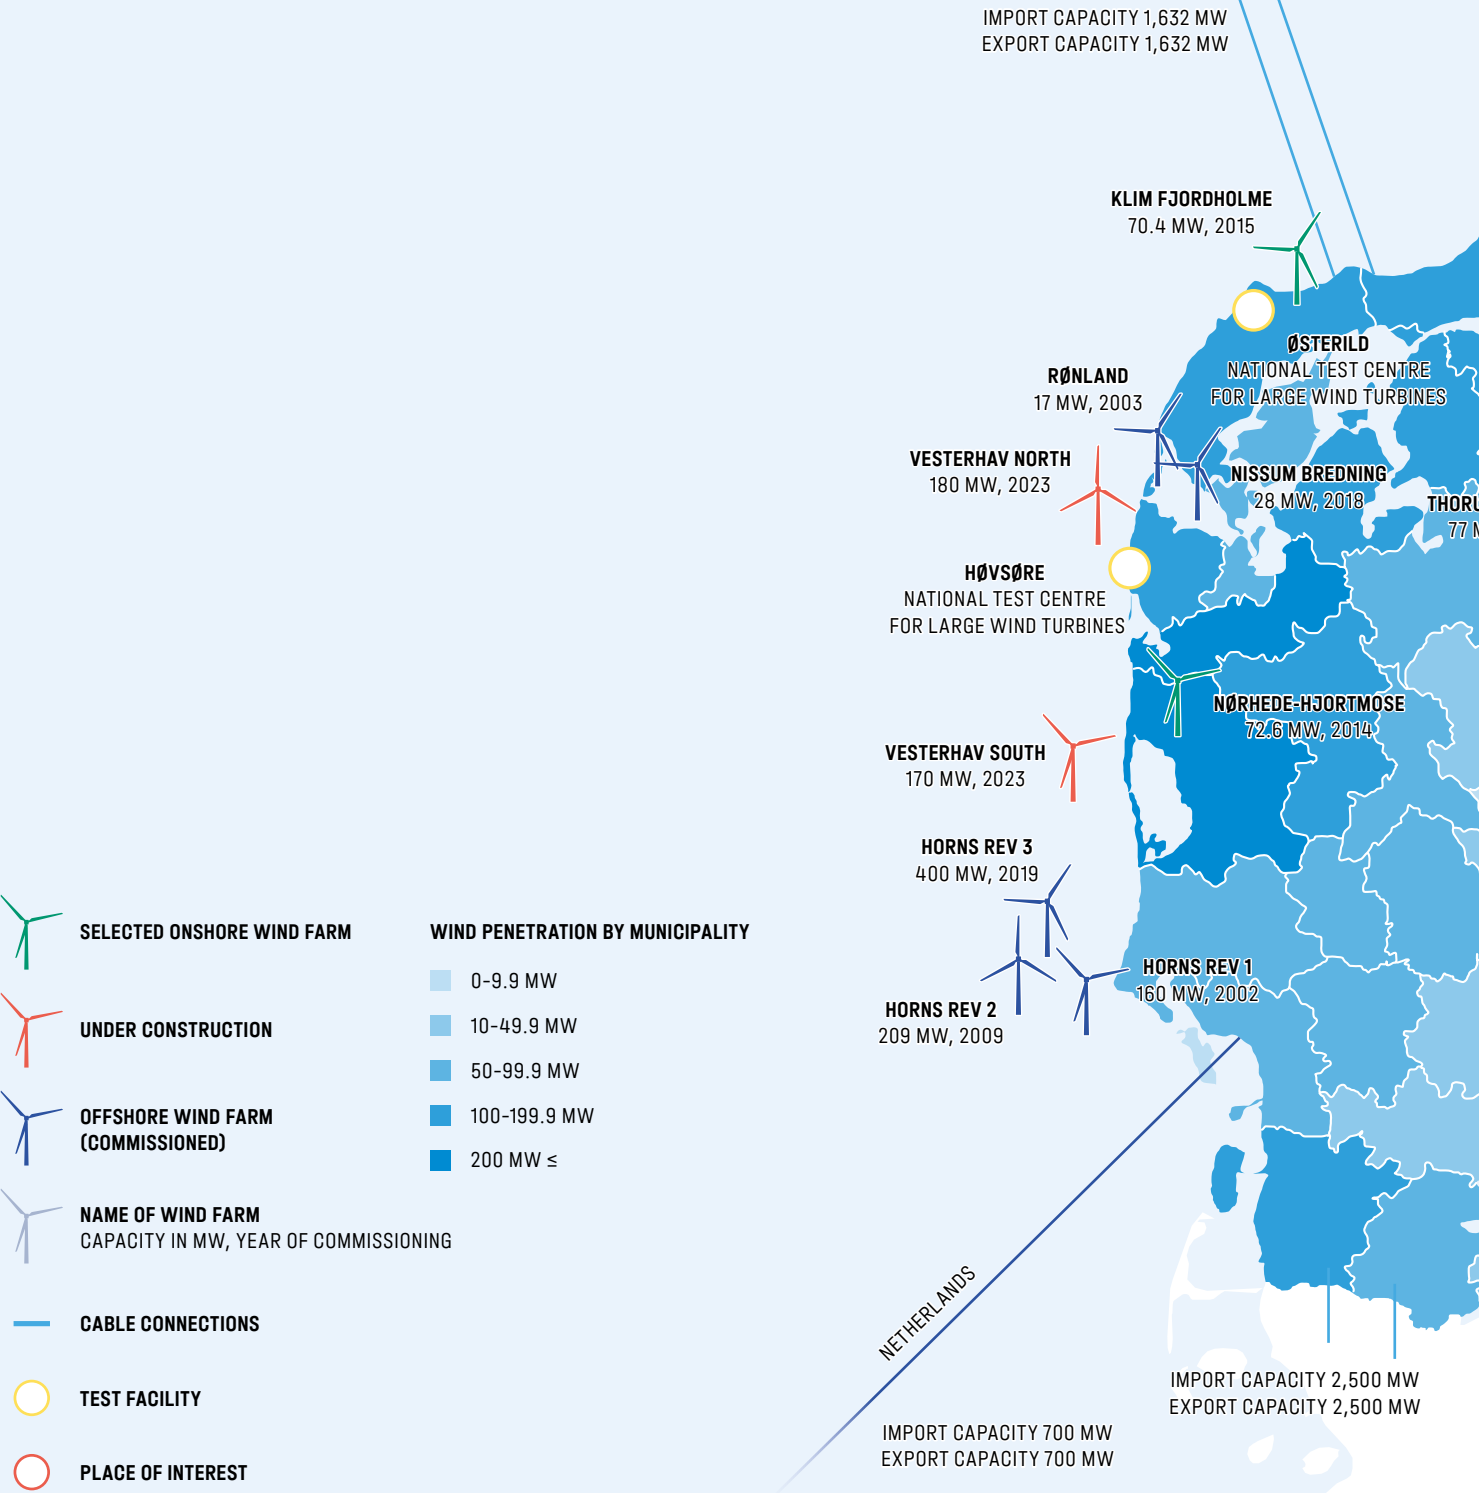 IMPORT CAPACITY 1,632 MW
EXPORT CAPACITY 1,632 MW
KLIM FJORDHOLME
70.4 MW, 2015
ØSTERILD
NATIONAL TEST CENTRE
FOR LARGE WIND TURBINES
RØNLAND
17 MW, 2003
VESTERHAV NORTH
180 MW, 2023
NISSUM BREDNING
28 MW, 2018
THORU
77 M
HØVSØRE
NATIONAL TEST CENTRE
FOR LARGE WIND TURBINES
NØRHEDE-HJORTMOSE
72.6 MW, 2014
VESTERHAV SOUTH
170 MW, 2023
HORNS REV 3
400 MW, 2019
HORNS REV 1
160 MW, 2002
HORNS REV 2
209 MW, 2009
SELECTED ONSHORE WIND FARM
UNDER CONSTRUCTION
OFFSHORE WIND FARM
(COMMISSIONED)
NAME OF WIND FARM
CAPACITY IN MW, YEAR OF COMMISSIONING
CABLE CONNECTIONS
TEST FACILITY
PLACE OF INTEREST
WIND PENETRATION BY MUNICIPALITY
0-9.9 MW
10-49.9 MW
50-99.9 MW
100-199.9 MW
200 MW ≤
NETHERLANDS
IMPORT CAPACITY 700 MW
EXPORT CAPACITY 700 MW
IMPORT CAPACITY 2,500 MW
EXPORT CAPACITY 2,500 MW